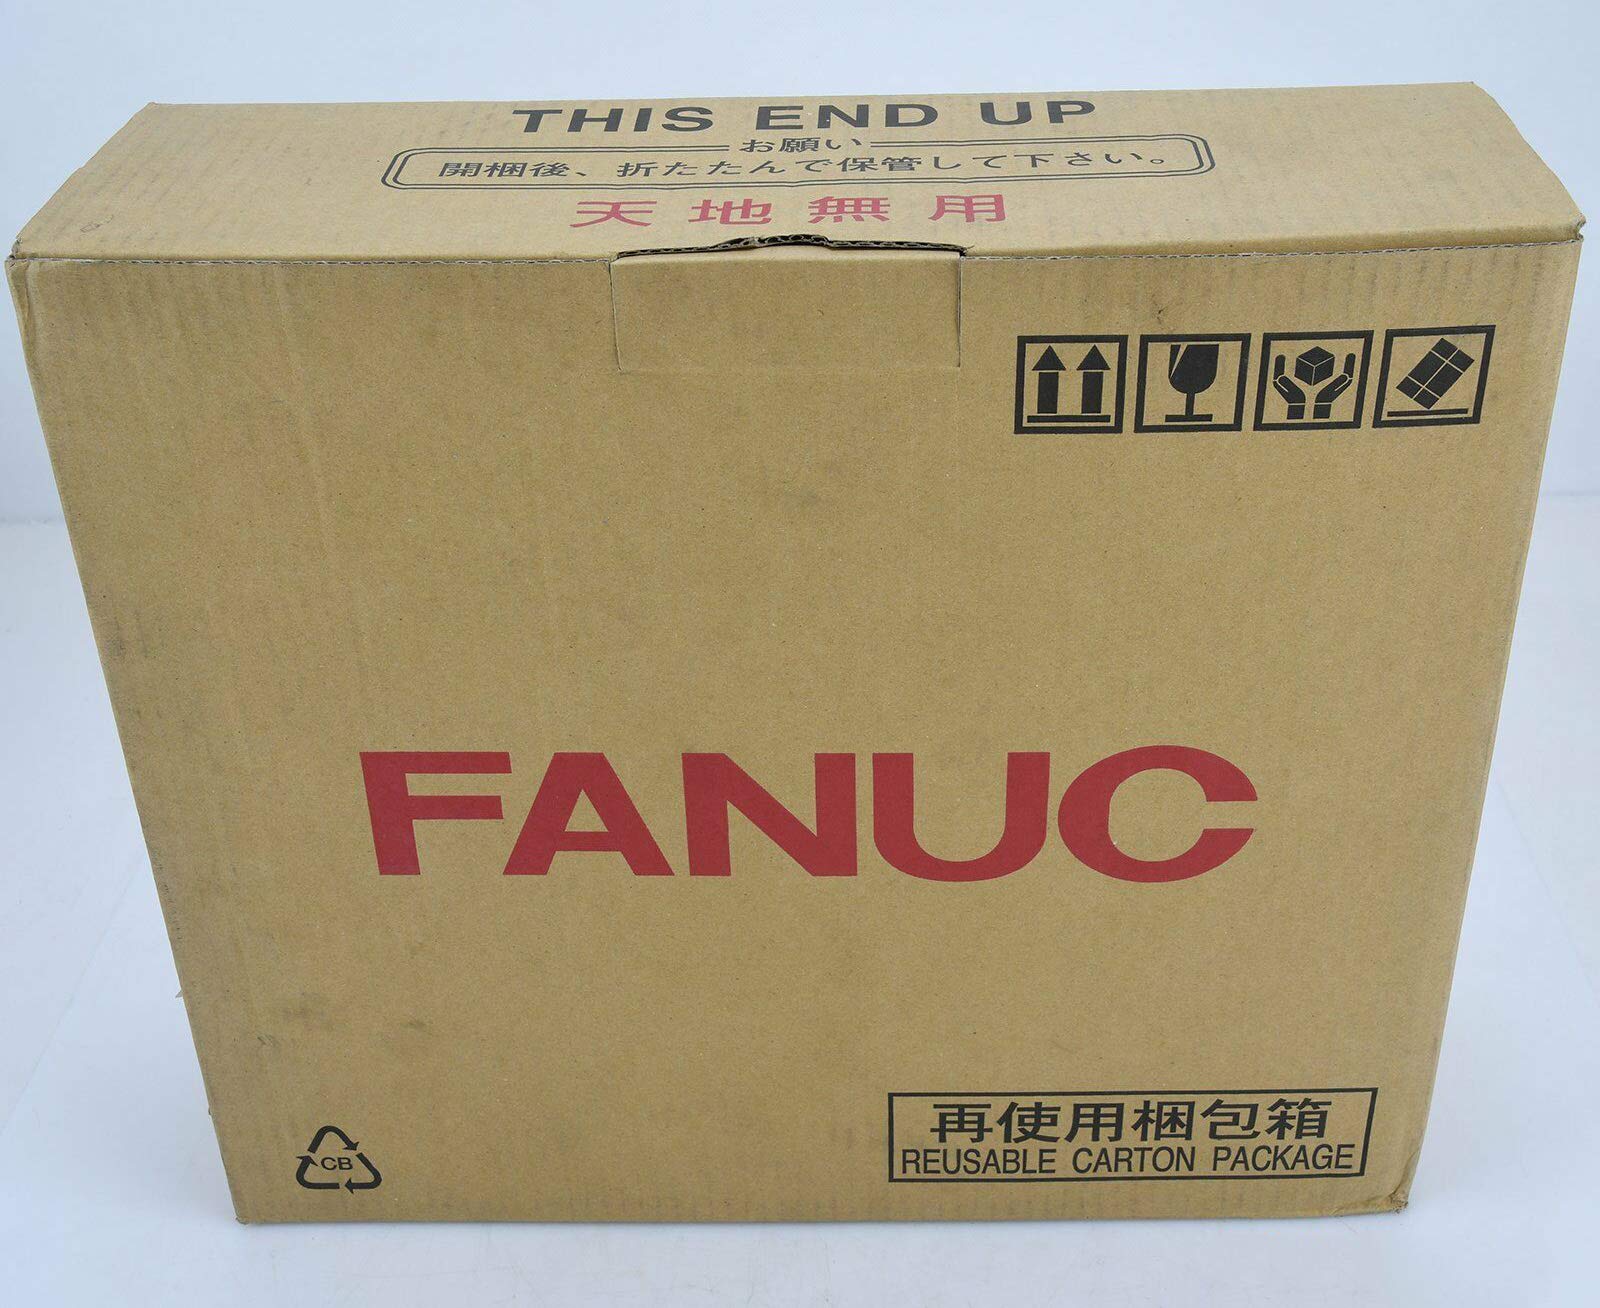 THIS END UP
お願い
開梱後、折たたんで保管して下さい。
天地無用
FANUC
CB
再使用梱包箱
REUSABLE CARTON PACKAGE